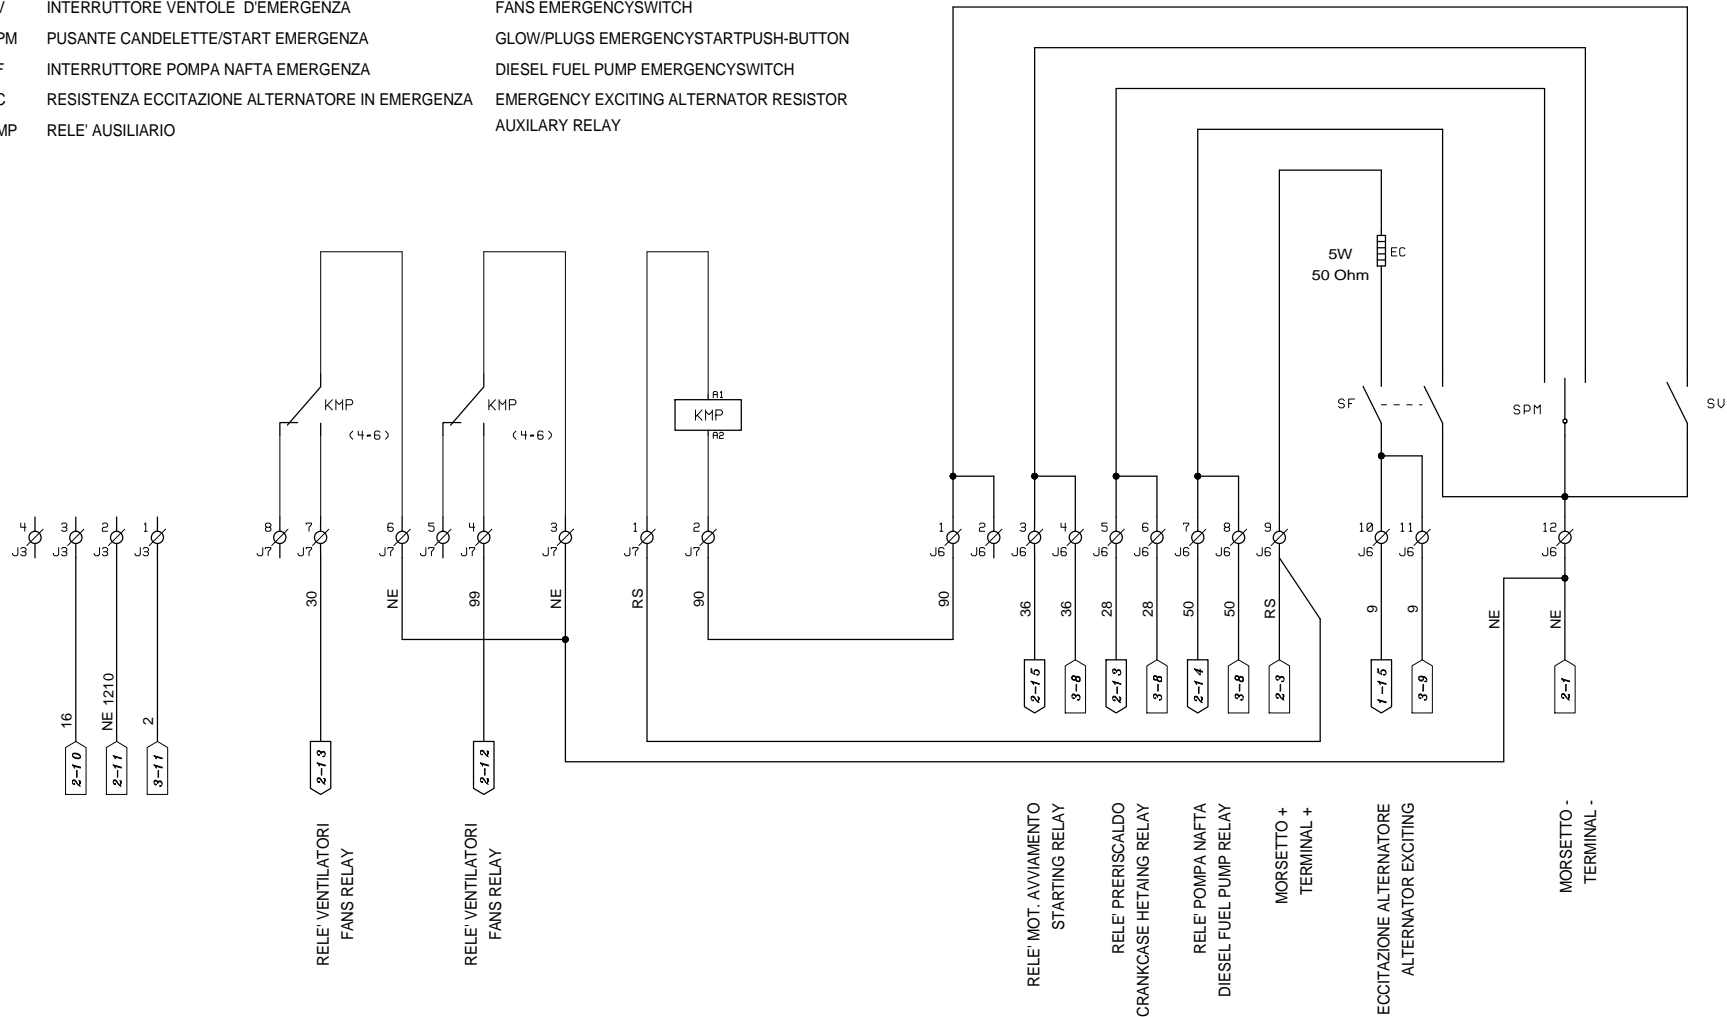 V INTERRUTTORE VENTOLE D'EMERGENZA FANS EMERGENCYSWITCH
PM PUSANTE CANDELETTE/START EMERGENZA GLOW/PLUGS EMERGENCYSTARTPUSH-BUTTON
F INTERRUTTORE POMPA NAFTA EMERGENZA DIESEL FUEL PUMP EMERGENCYSWITCH
C RESISTENZA ECCITAZIONE ALTERNATORE IN EMERGENZA EMERGENCY EXCITING ALTERNATOR RESISTOR
MP RELE' AUSILIARIO AUXILARY RELAY
5W EC
50 Ohm
KMP (4-6)
KMP (4-6)
A1
KMP
A2
SF
SPM
SV
4 3 2 1 8 7 6 5 4 3 1 2 1 2 3 4 5 6 7 8 9 10 11 12
J3 J3 J3 J3 J7 J7 J7 J7 J7 J7 J7 J7 J6 J6 J6 J6 J6 J6 J6 J6 J6 J6 J6 J6
16
NE 1210
2
30
NE
99
NE
RS
90
90
36
36
28
28
50
50
RS
9
9
NE
NE
2-10
2-11
3-11
2-13
2-12
2-15
3-8
2-13
3-8
2-14
3-8
2-3
1-15
3-9
2-1
RELE' VENTILATORI
FANS RELAY
RELE' VENTILATORI
FANS RELAY
RELE' MOT. AVVIAMENTO
STARTING RELAY
RELE' PRERISCALDO
CRANKCASE HETAING RELAY
RELE' POMPA NAFTA
DIESEL FUEL PUMP RELAY
MORSETTO +
TERMINAL +
ECCITAZIONE ALTERNATORE
ALTERNATOR EXCITING
MORSETTO -
TERMINAL -